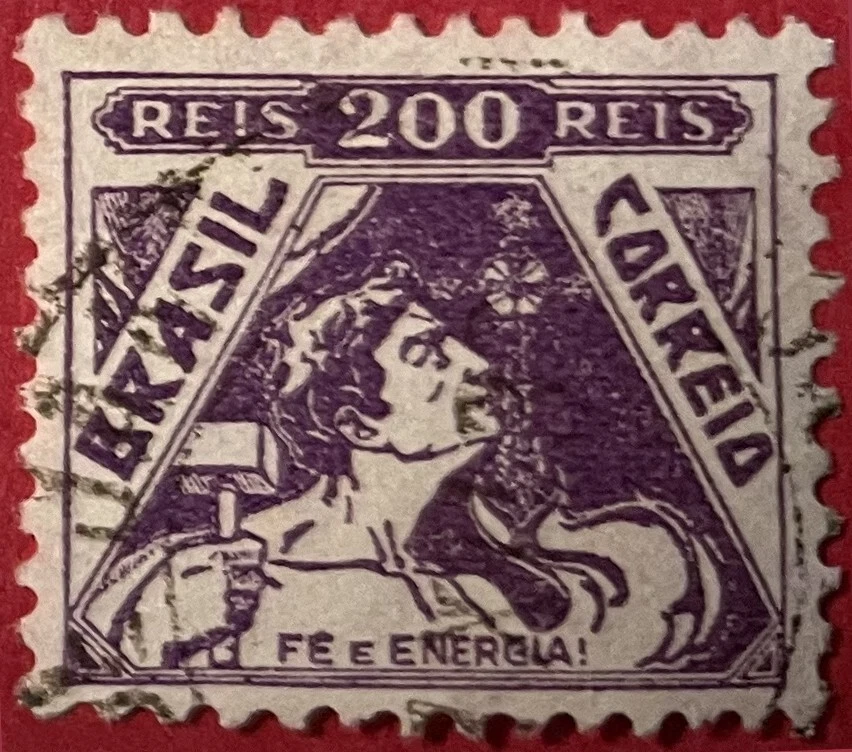 REIS 200 REIS
BRASIL
CORREIO
FÉ E ENERGIA!